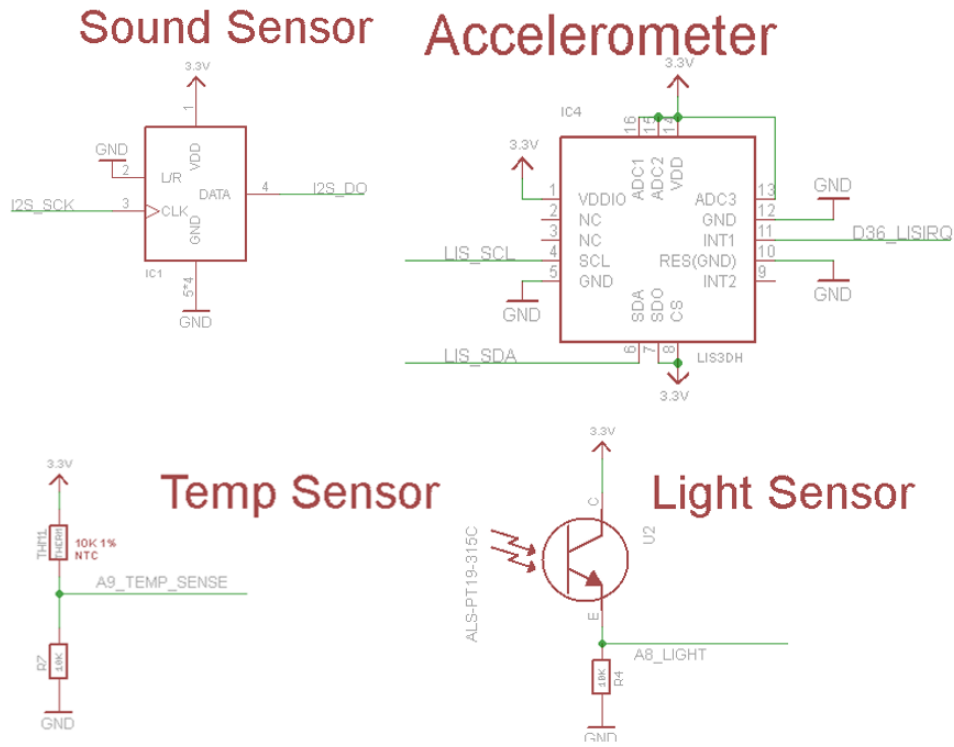 Sound Sensor
3.3V
1
GND
2
L/R
VDD
DATA
4
I2S_DO
I2S_SCK
3
CLK
GND
IC1
5*4
GND
Accelerometer
3.3V
IC4
16
15
14
3.3V
ADC1
ADC2
VDD
1
VDDIO
ADC3
13
GND
2
NC
GND
12
3
NC
INT1
11
D36_LISIRQ
LIS_SCL
4
SCL
RES(GND)
10
5
GND
INT2
9
GND
GND
SDA
SDO
CS
LIS_SDA
6
7
8
LIS3DH
3.3V
Temp Sensor
3.3V
THM1
THERM
10K 1%
NTC
A9_TEMP_SENSE
R7
10K
GND
Light Sensor
3.3V
C
U2
ALS-PT19-315C
E
A8_LIGHT
10K
R4
GND